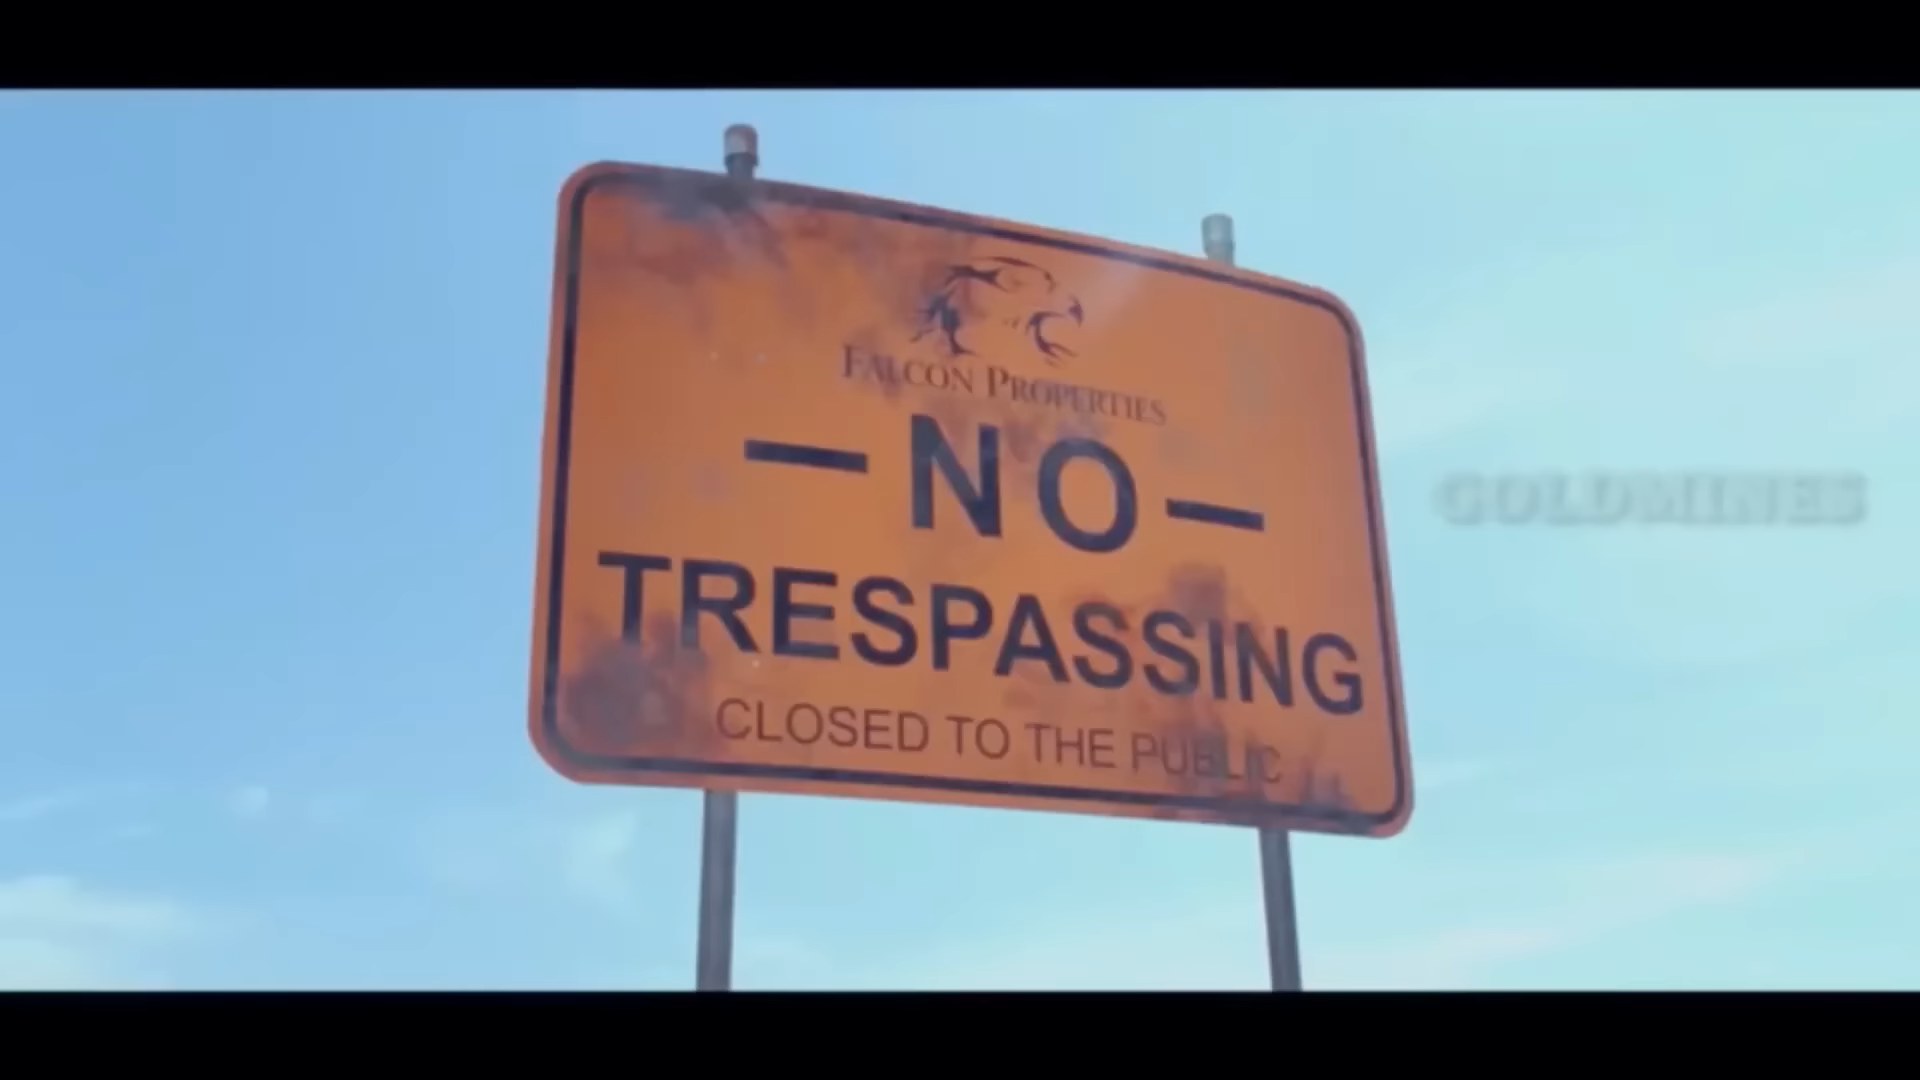 FALCON PROPERTIES
- NO -
TRESPASSING
CLOSED TO THE PUBLIC
GOLDMINES